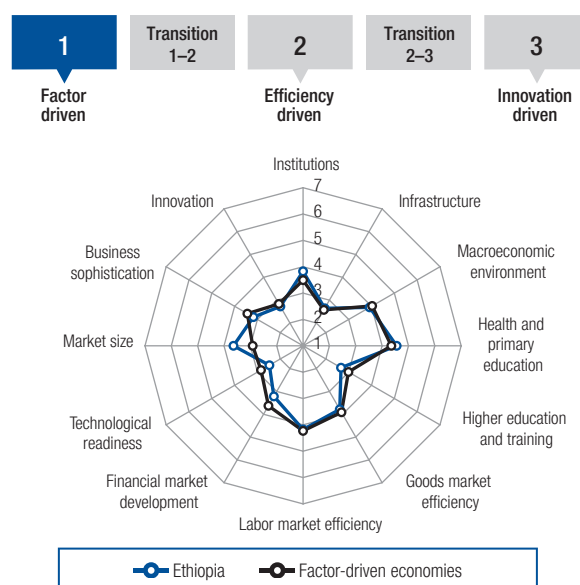 1
Transition
1–2
2
Transition
2–3
3
Factor
driven
Efficiency
driven
Innovation
driven
Institutions
Infrastructure
Macroeconomic
environment
Health and
primary
education
Higher education
and training
Goods market
efficiency
Labor market efficiency
Financial market
development
Technological
readiness
Market size
Business
sophistication
Innovation
7
6
5
4
3
2
1
Ethiopia
Factor-driven economies